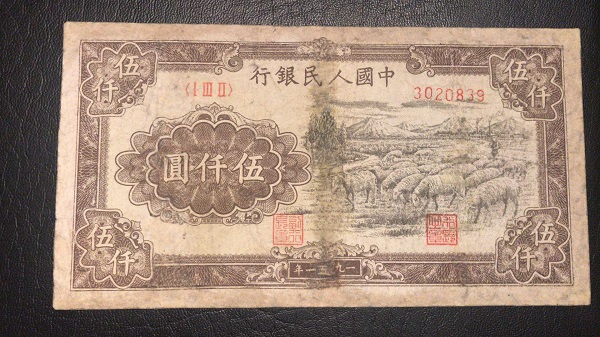 中國人民銀行
〈I III II〉
3020839
伍仟
伍仟
伍仟圓
伍仟
伍仟
一九五一年